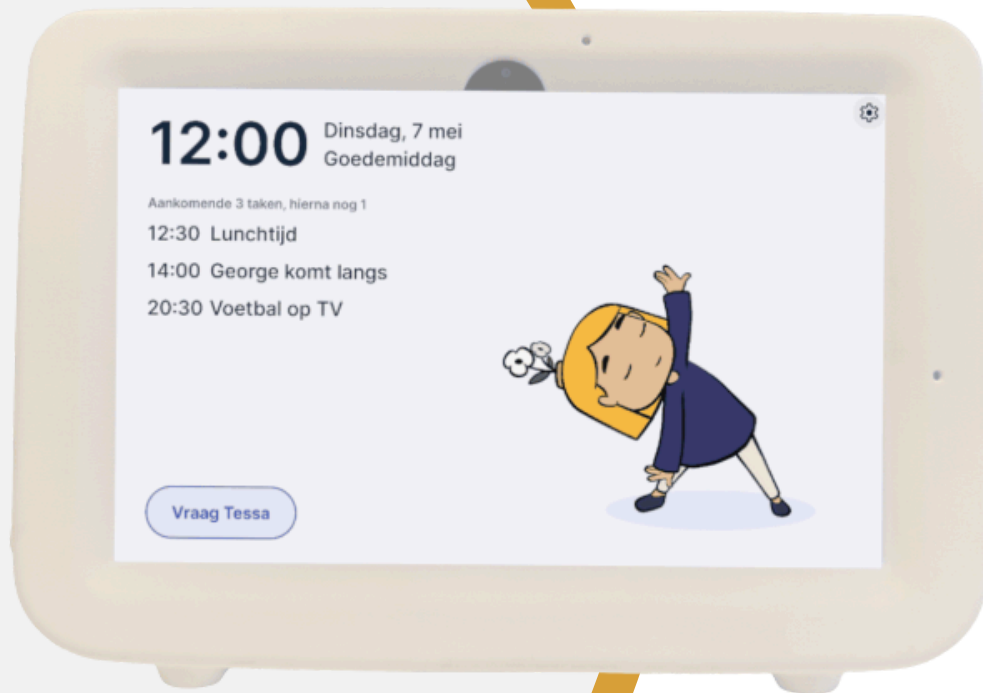 12:00
Dinsdag, 7 mei
Goedemiddag
Aankomende 3 taken, hierna nog 1
12:30 Lunchtijd
14:00 George komt langs
20:30 Voetbal op TV
Vraag Tessa